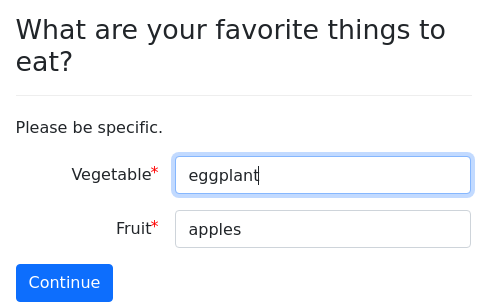 What are your favorite things to
eat?
Please be specific.
Vegetable* eggplant
Fruit* apples
Continue